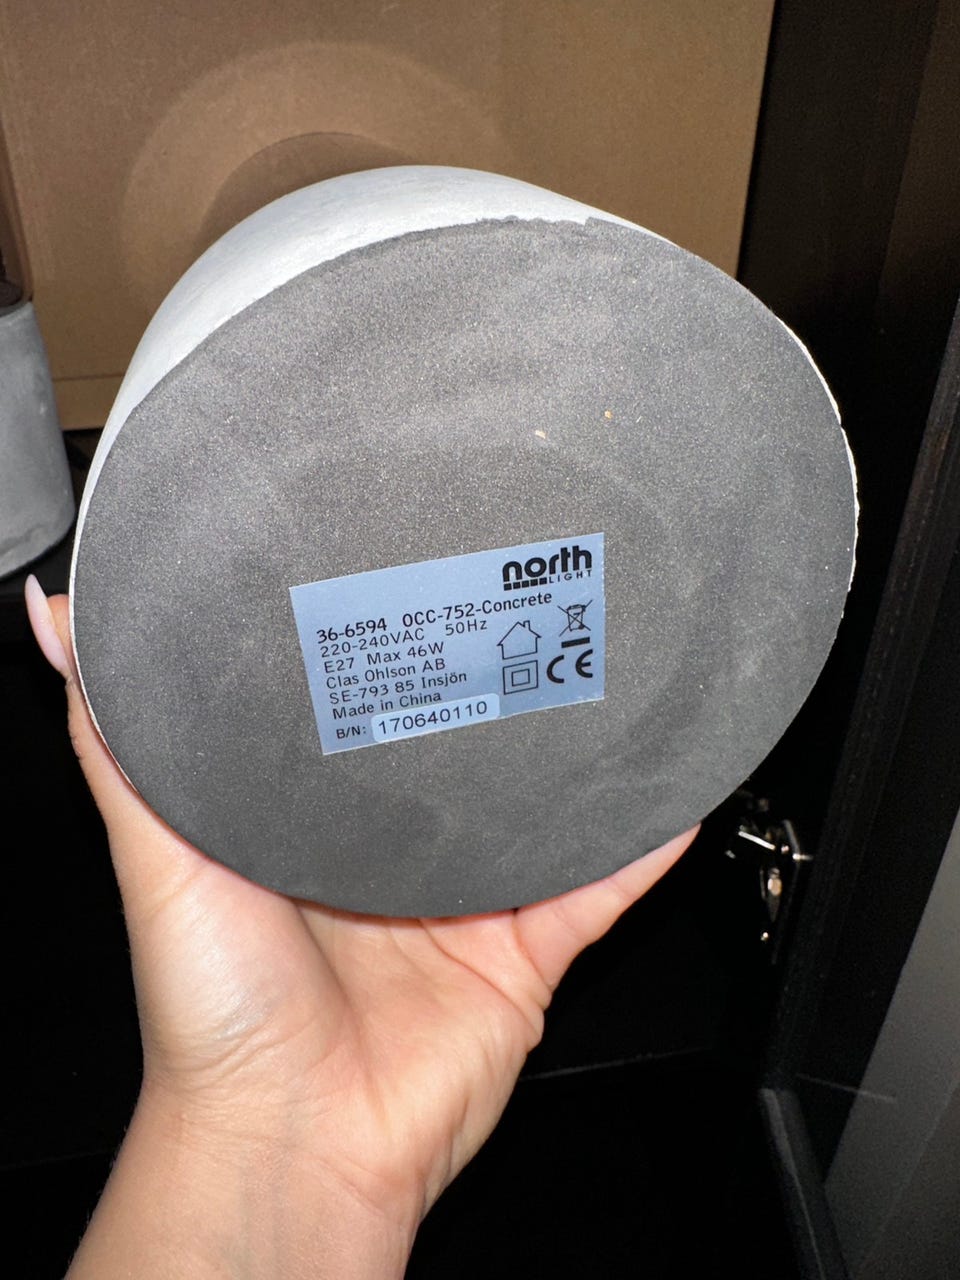 north
LIGHT
36-6594 OCC-752-Concrete
220-240VAC 50Hz
E27 Max 46W
Clas Ohlson AB
SE-793 85 Insjön
Made in China
B/N: 170640110
CE